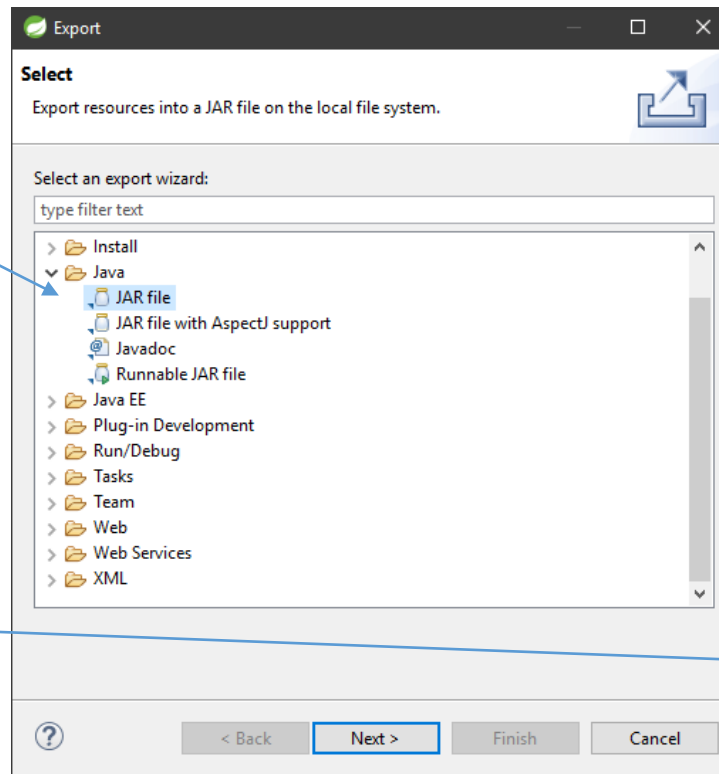 Export
Select
Export resources into a JAR file on the local file system.
Select an export wizard:
type filter text
Install
Java
JAR file
JAR file with AspectJ support
Javadoc
Runnable JAR file
Java EE
Plug-in Development
Run/Debug
Tasks
Team
Web
Web Services
XML
? < Back Next > Finish Cancel